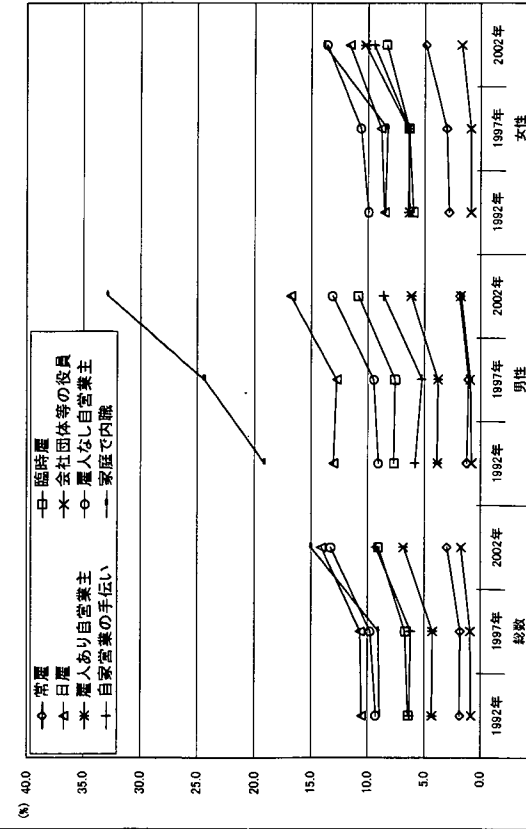 (%)
40.0
35.0
30.0
25.0
20.0
15.0
10.0
5.0
0.0
常雇
臨時雇
日雇
会社団体等の役員
雇人あり自営業主
雇人なし自営業主
自家営業の手伝い
家庭で内職
1992年 1997年 2002年 1992年 1997年 2002年 1992年 1997年 2002年
総数 男性 女性